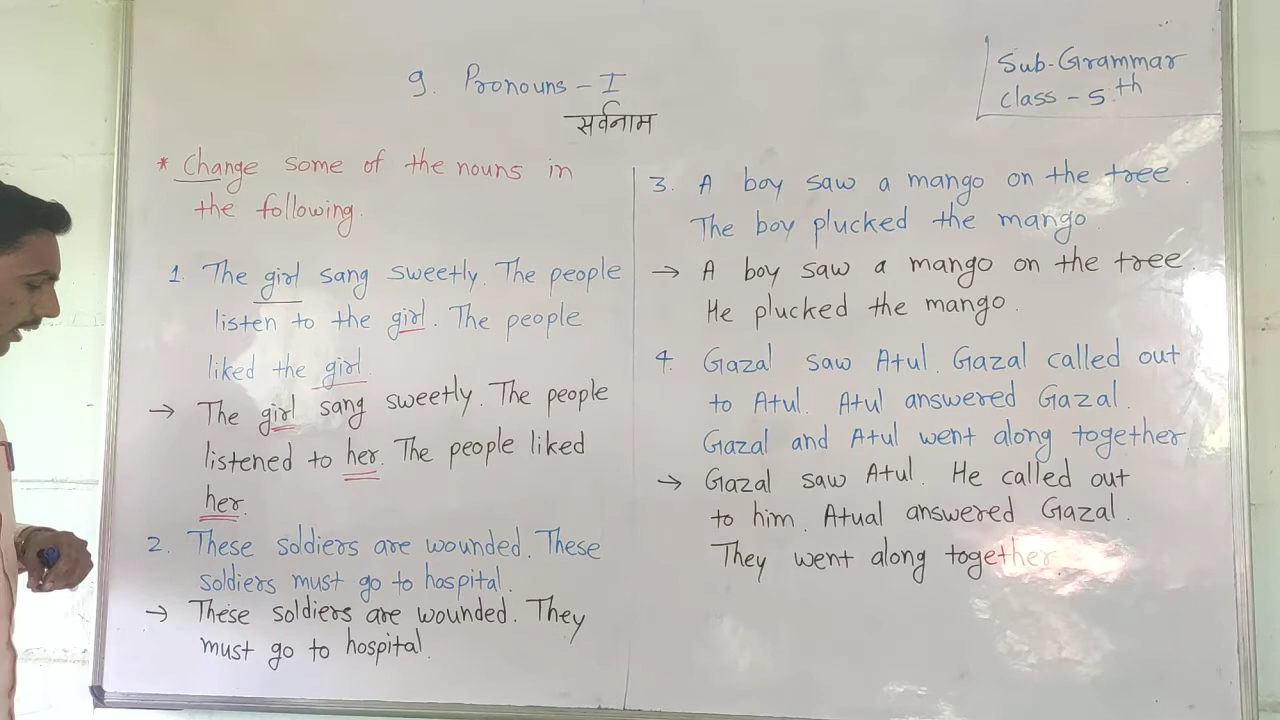 9. Pronouns - I
सर्वनाम
Sub-Grammar
Class - 5th
* Change some of the nouns in
the following.
1. The girl sang sweetly. The people
listen to the girl. The people
liked the girl.
→ The girl sang sweetly. The people
listened to her. The people liked
her.
2. These soldiers are wounded. These
soldiers must go to hospital.
→ These soldiers are wounded. They
must go to hospital.
3. A boy saw a mango on the tree.
The boy plucked the mango.
→ A boy saw a mango on the tree.
He plucked the mango.
4. Gazal saw Atul. Gazal called out
to Atul. Atul answered Gazal.
Gazal and Atul went along together.
→ Gazal saw Atul. He called out
to him. Atual answered Gazal.
They went along together.